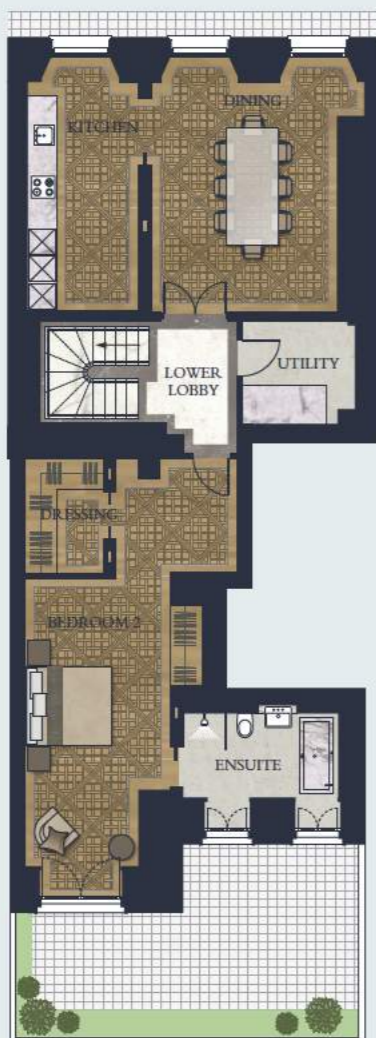 DINING
KITCHEN
LOWER
LOBBY
UTILITY
DRESSING
BEDROOM 2
ENSUITE